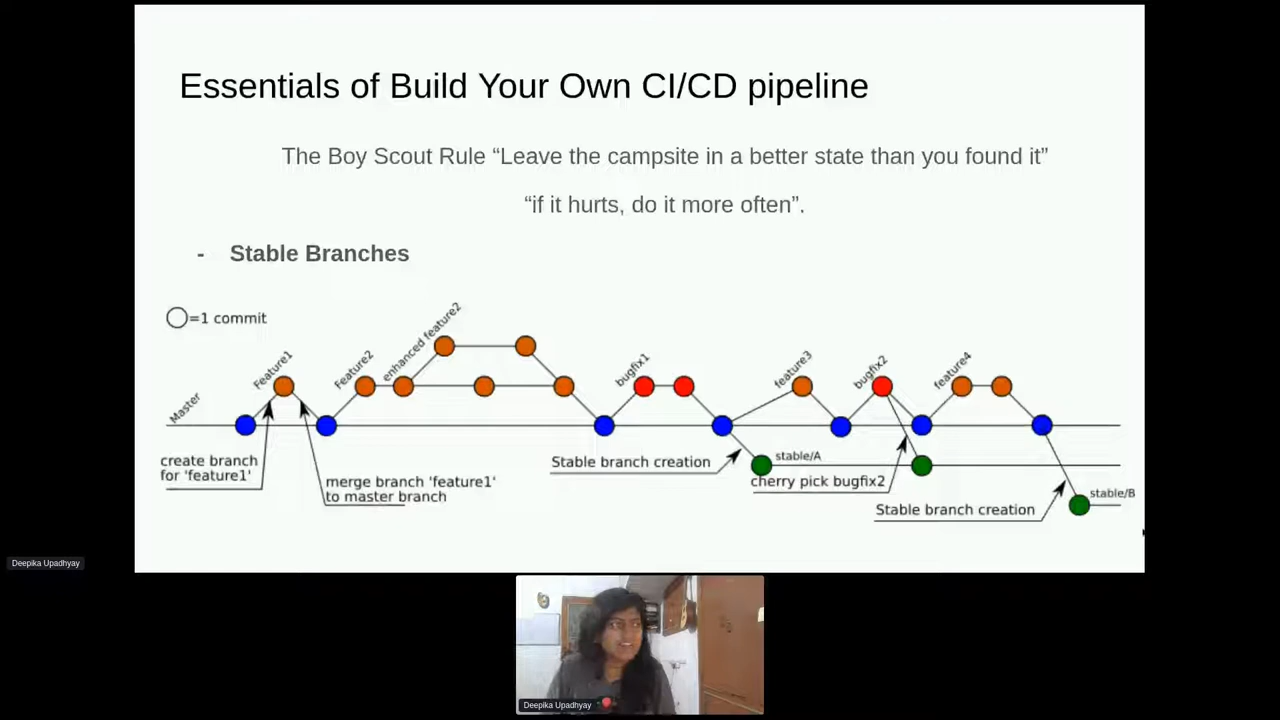 Essentials of Build Your Own CI/CD pipeline
The Boy Scout Rule “Leave the campsite in a better state than you found it”
“if it hurts, do it more often”.
- Stable Branches
=1 commit
Master
Feature1
Feature2
enhanced feature2
bugfix1
feature3
bugfix2
feature4
create branch
for 'feature1'
merge branch 'feature1'
to master branch
Stable branch creation
stable/A
cherry pick bugfix2
Stable branch creation
stable/B
Deepika Upadhyay
Deepika Upadhyay